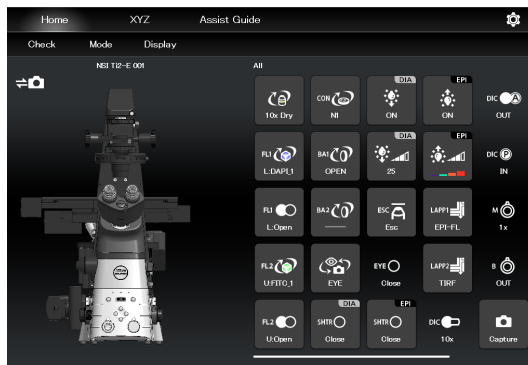 Home XYZ Assist Guide
Check Mode Display
NSI Ti2-E 001 All
10x Dry
CON
N1
DIA
ON
EPI
ON
DIC A
OUT
FL1
L:DAPI_1
BA1
OPEN
DIA
25
EPI
DIC P
IN
FL1
L:Open
BA2
ESC
Esc
LAPP1
EPI-FL
M
1x
FL2
U:FITC_1
EYE
EYE
Close
LAPP2
TIRF
B
OUT
FL2
U:Open
DIA
SHTR
Close
EPI
SHTR
Close
DIC
10x
Capture